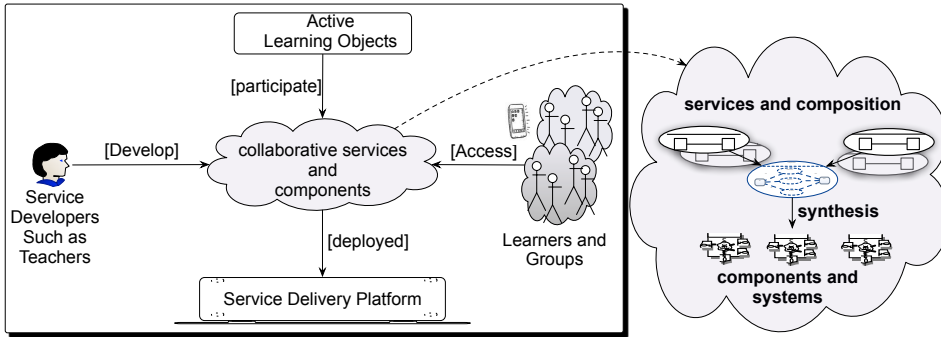 Active
Learning Objects
[participate]
services and composition
[Develop]
collaborative services
and
components
[Access]
Service
Developers
Such as
Teachers
synthesis
[deployed]
Learners and
Groups
components and
systems
Service Delivery Platform